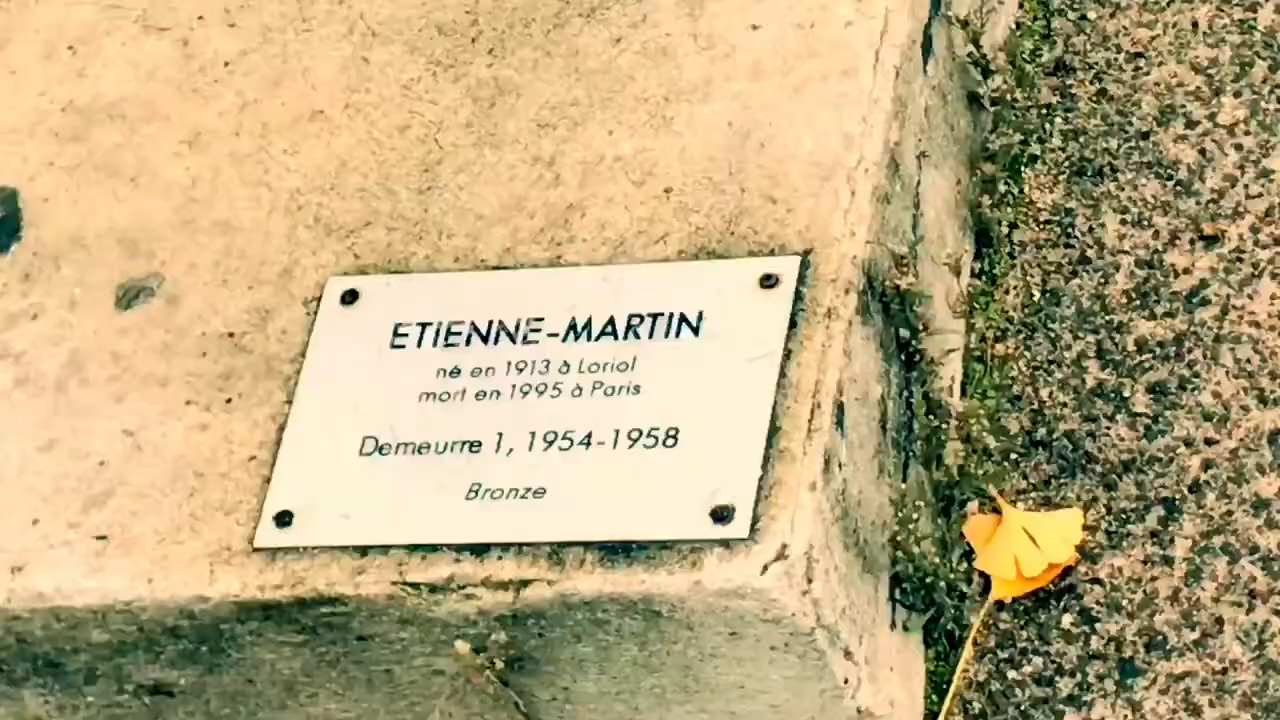 ETIENNE-MARTIN
né en 1913 à Loriol
mort en 1995 à Paris
Demeurre 1, 1954-1958
Bronze